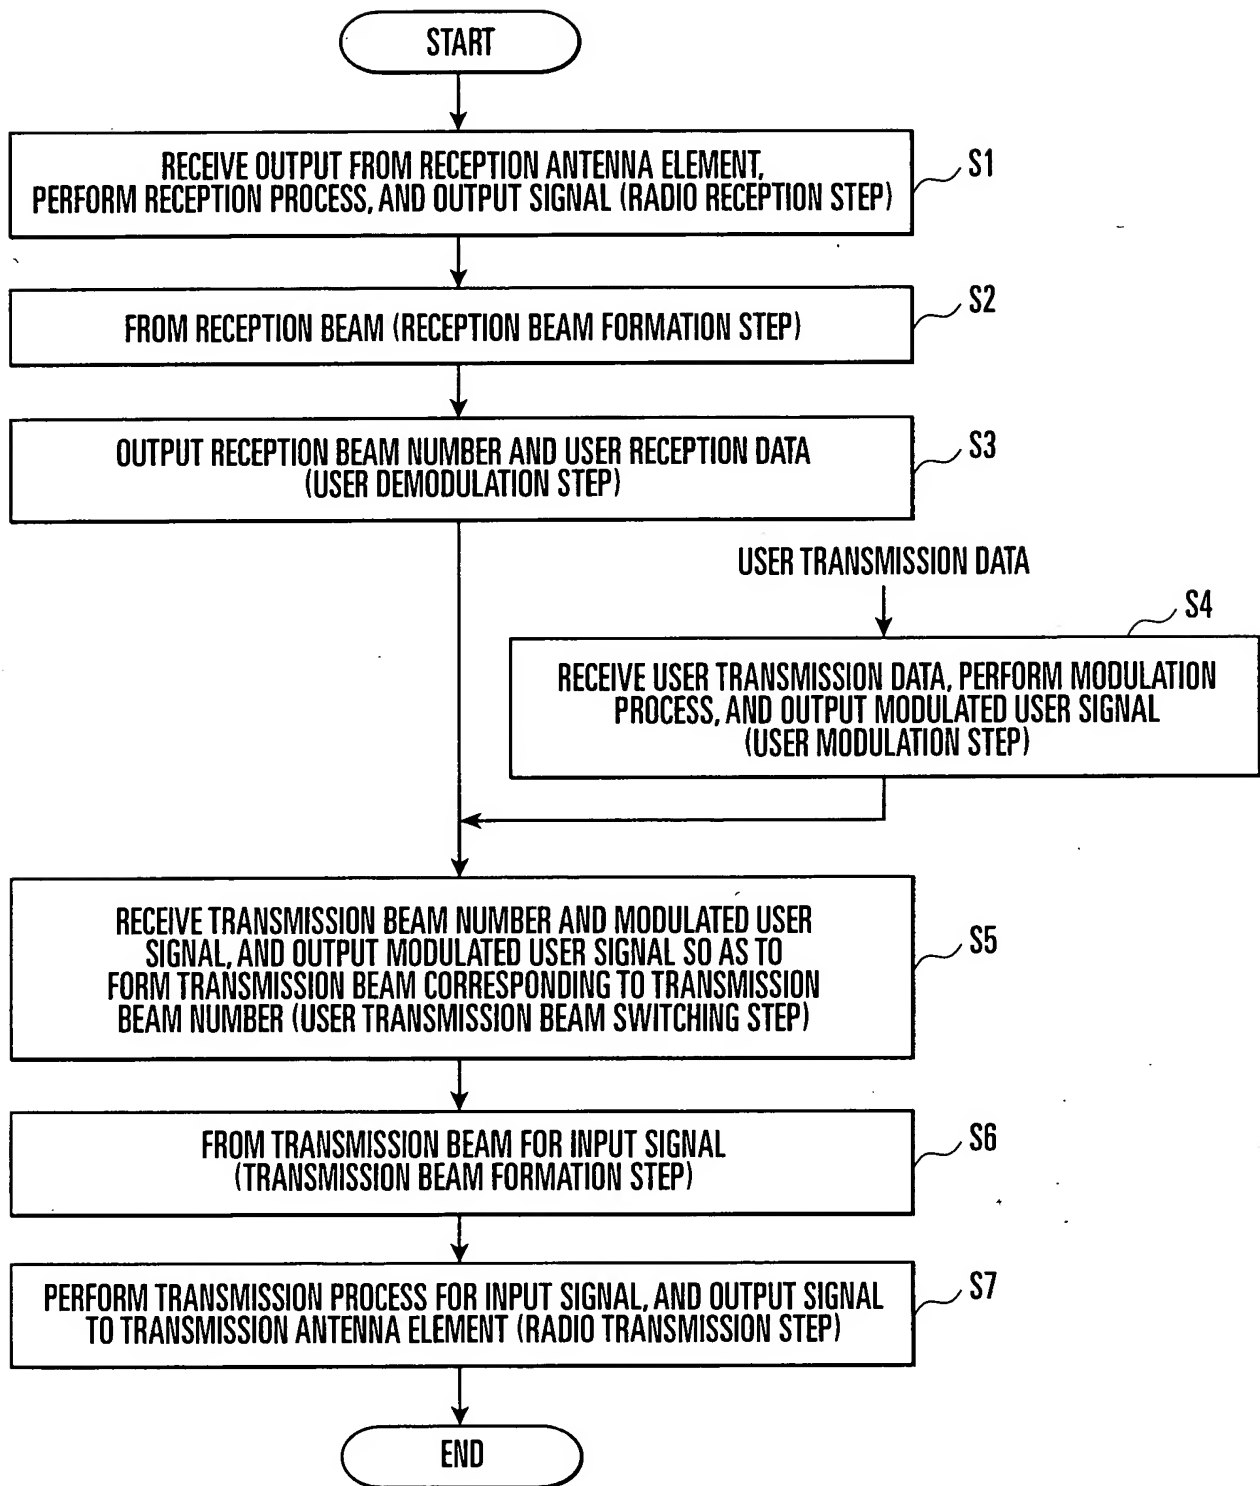 START
RECEIVE OUTPUT FROM RECEPTION ANTENNA ELEMENT,
PERFORM RECEPTION PROCESS, AND OUTPUT SIGNAL (RADIO RECEPTION STEP)
S1
FROM RECEPTION BEAM (RECEPTION BEAM FORMATION STEP)
S2
OUTPUT RECEPTION BEAM NUMBER AND USER RECEPTION DATA
(USER DEMODULATION STEP)
S3
USER TRANSMISSION DATA
S4
RECEIVE USER TRANSMISSION DATA, PERFORM MODULATION
PROCESS, AND OUTPUT MODULATED USER SIGNAL
(USER MODULATION STEP)
RECEIVE TRANSMISSION BEAM NUMBER AND MODULATED USER
SIGNAL, AND OUTPUT MODULATED USER SIGNAL SO AS TO
FORM TRANSMISSION BEAM CORRESPONDING TO TRANSMISSION
BEAM NUMBER (USER TRANSMISSION BEAM SWITCHING STEP)
S5
FROM TRANSMISSION BEAM FOR INPUT SIGNAL
(TRANSMISSION BEAM FORMATION STEP)
S6
PERFORM TRANSMISSION PROCESS FOR INPUT SIGNAL, AND OUTPUT SIGNAL
TO TRANSMISSION ANTENNA ELEMENT (RADIO TRANSMISSION STEP)
S7
END